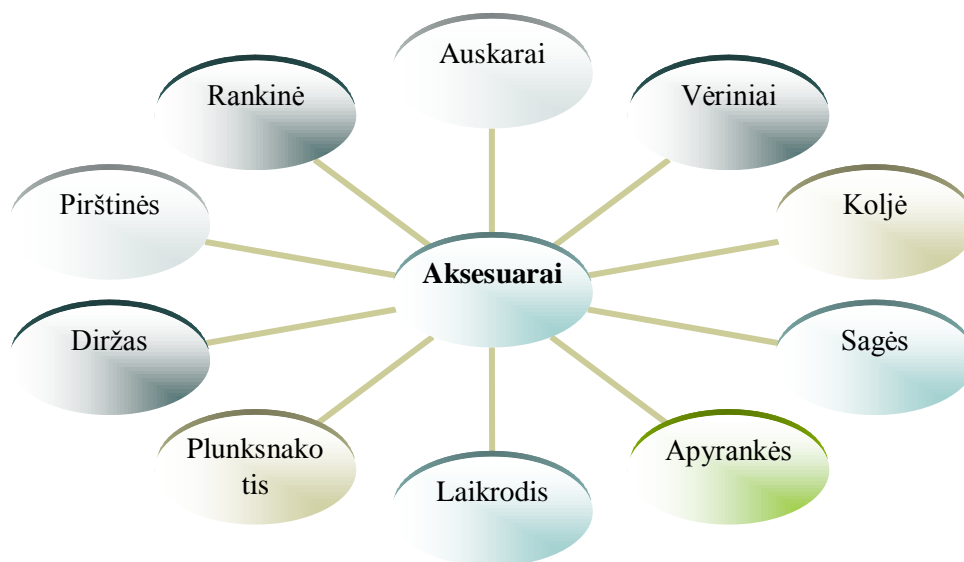 Auskarai
Rankinė
Vėriniai
Pirštinės
Koljė
Aksesuarai
Diržas
Sagės
Plunksnako
tis
Apyrankės
Laikrodis